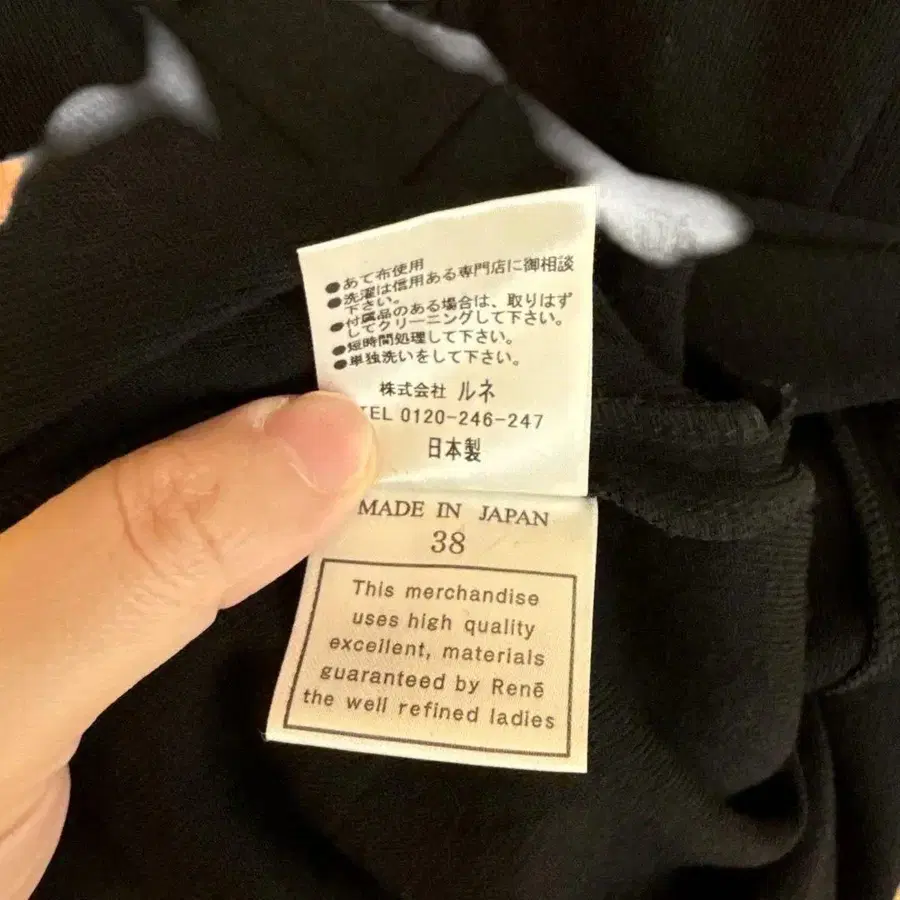 ●あて布使用
●洗濯は信用ある専門店に御相談
下さい。
●付属品のある場合は、取りはず
してクリーニングして下さい。
●短時間処理して下さい。
●単独洗いをして下さい。
株式会社 ルネ
TEL 0120-246-247
日本製
MADE IN JAPAN
38
This merchandise
uses high quality
excellent, materials
guaranteed by René
the well refined ladies